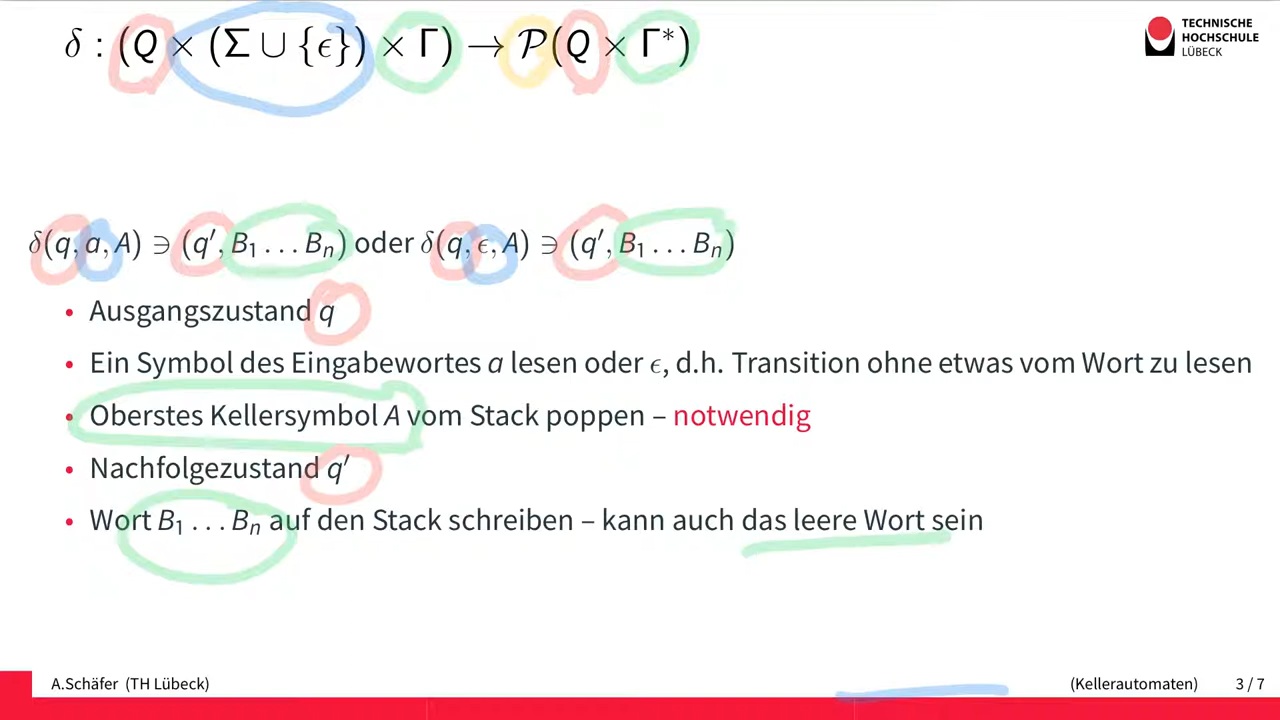 δ : (Q × (Σ ∪ {ϵ}) × Γ) → 𝒫(Q × Γ*)
TECHNISCHE
HOCHSCHULE
LÜBECK
δ(q, a, A) ∋ (q′, B₁ … Bₙ) oder δ(q, ϵ, A) ∋ (q′, B₁ … Bₙ)
• Ausgangszustand q
• Ein Symbol des Eingabewortes a lesen oder ϵ, d.h. Transition ohne etwas vom Wort zu lesen
• Oberstes Kellersymbol A vom Stack poppen – notwendig
• Nachfolgezustand q′
• Wort B₁ … Bₙ auf den Stack schreiben – kann auch das leere Wort sein
A.Schäfer (TH Lübeck)
(Kellerautomaten)
3 / 7